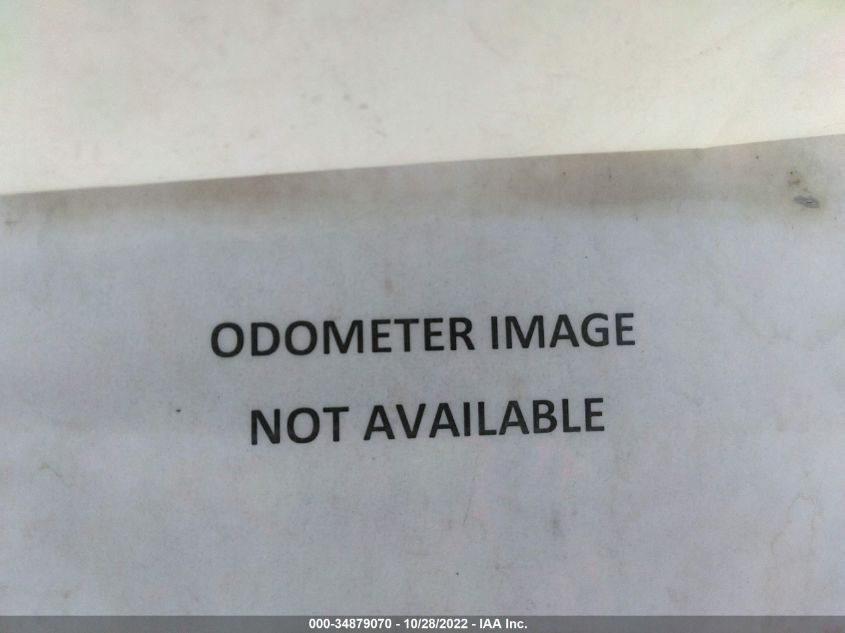 ODOMETER IMAGE
NOT AVAILABLE
000-34879070 - 10/28/2022 - IAA Inc.